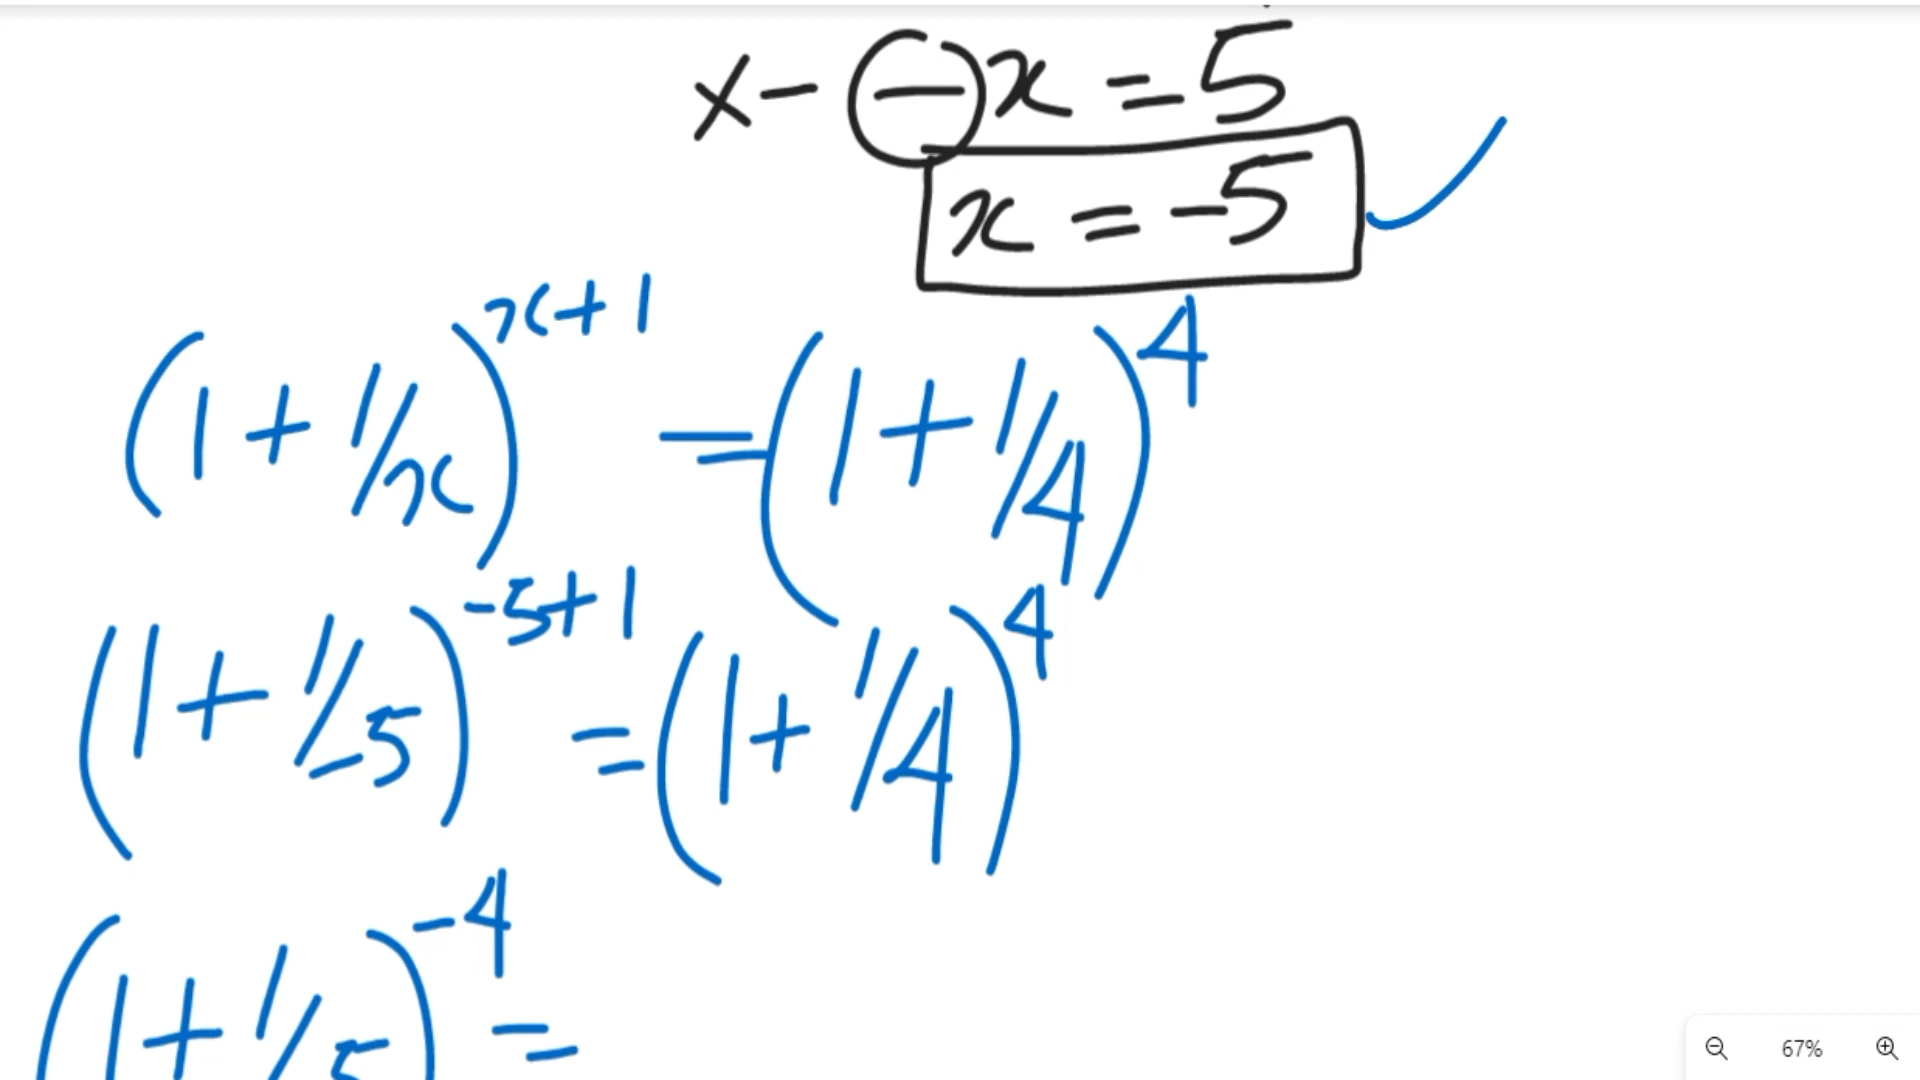 x - - x = 5
x = -5
(1 + 1/x)^{x+1} = (1 + 1/4)^4
(1 + 1/-5)^{-5+1} = (1 + 1/4)^4
(1 + 1/5)^{-4} =
67%